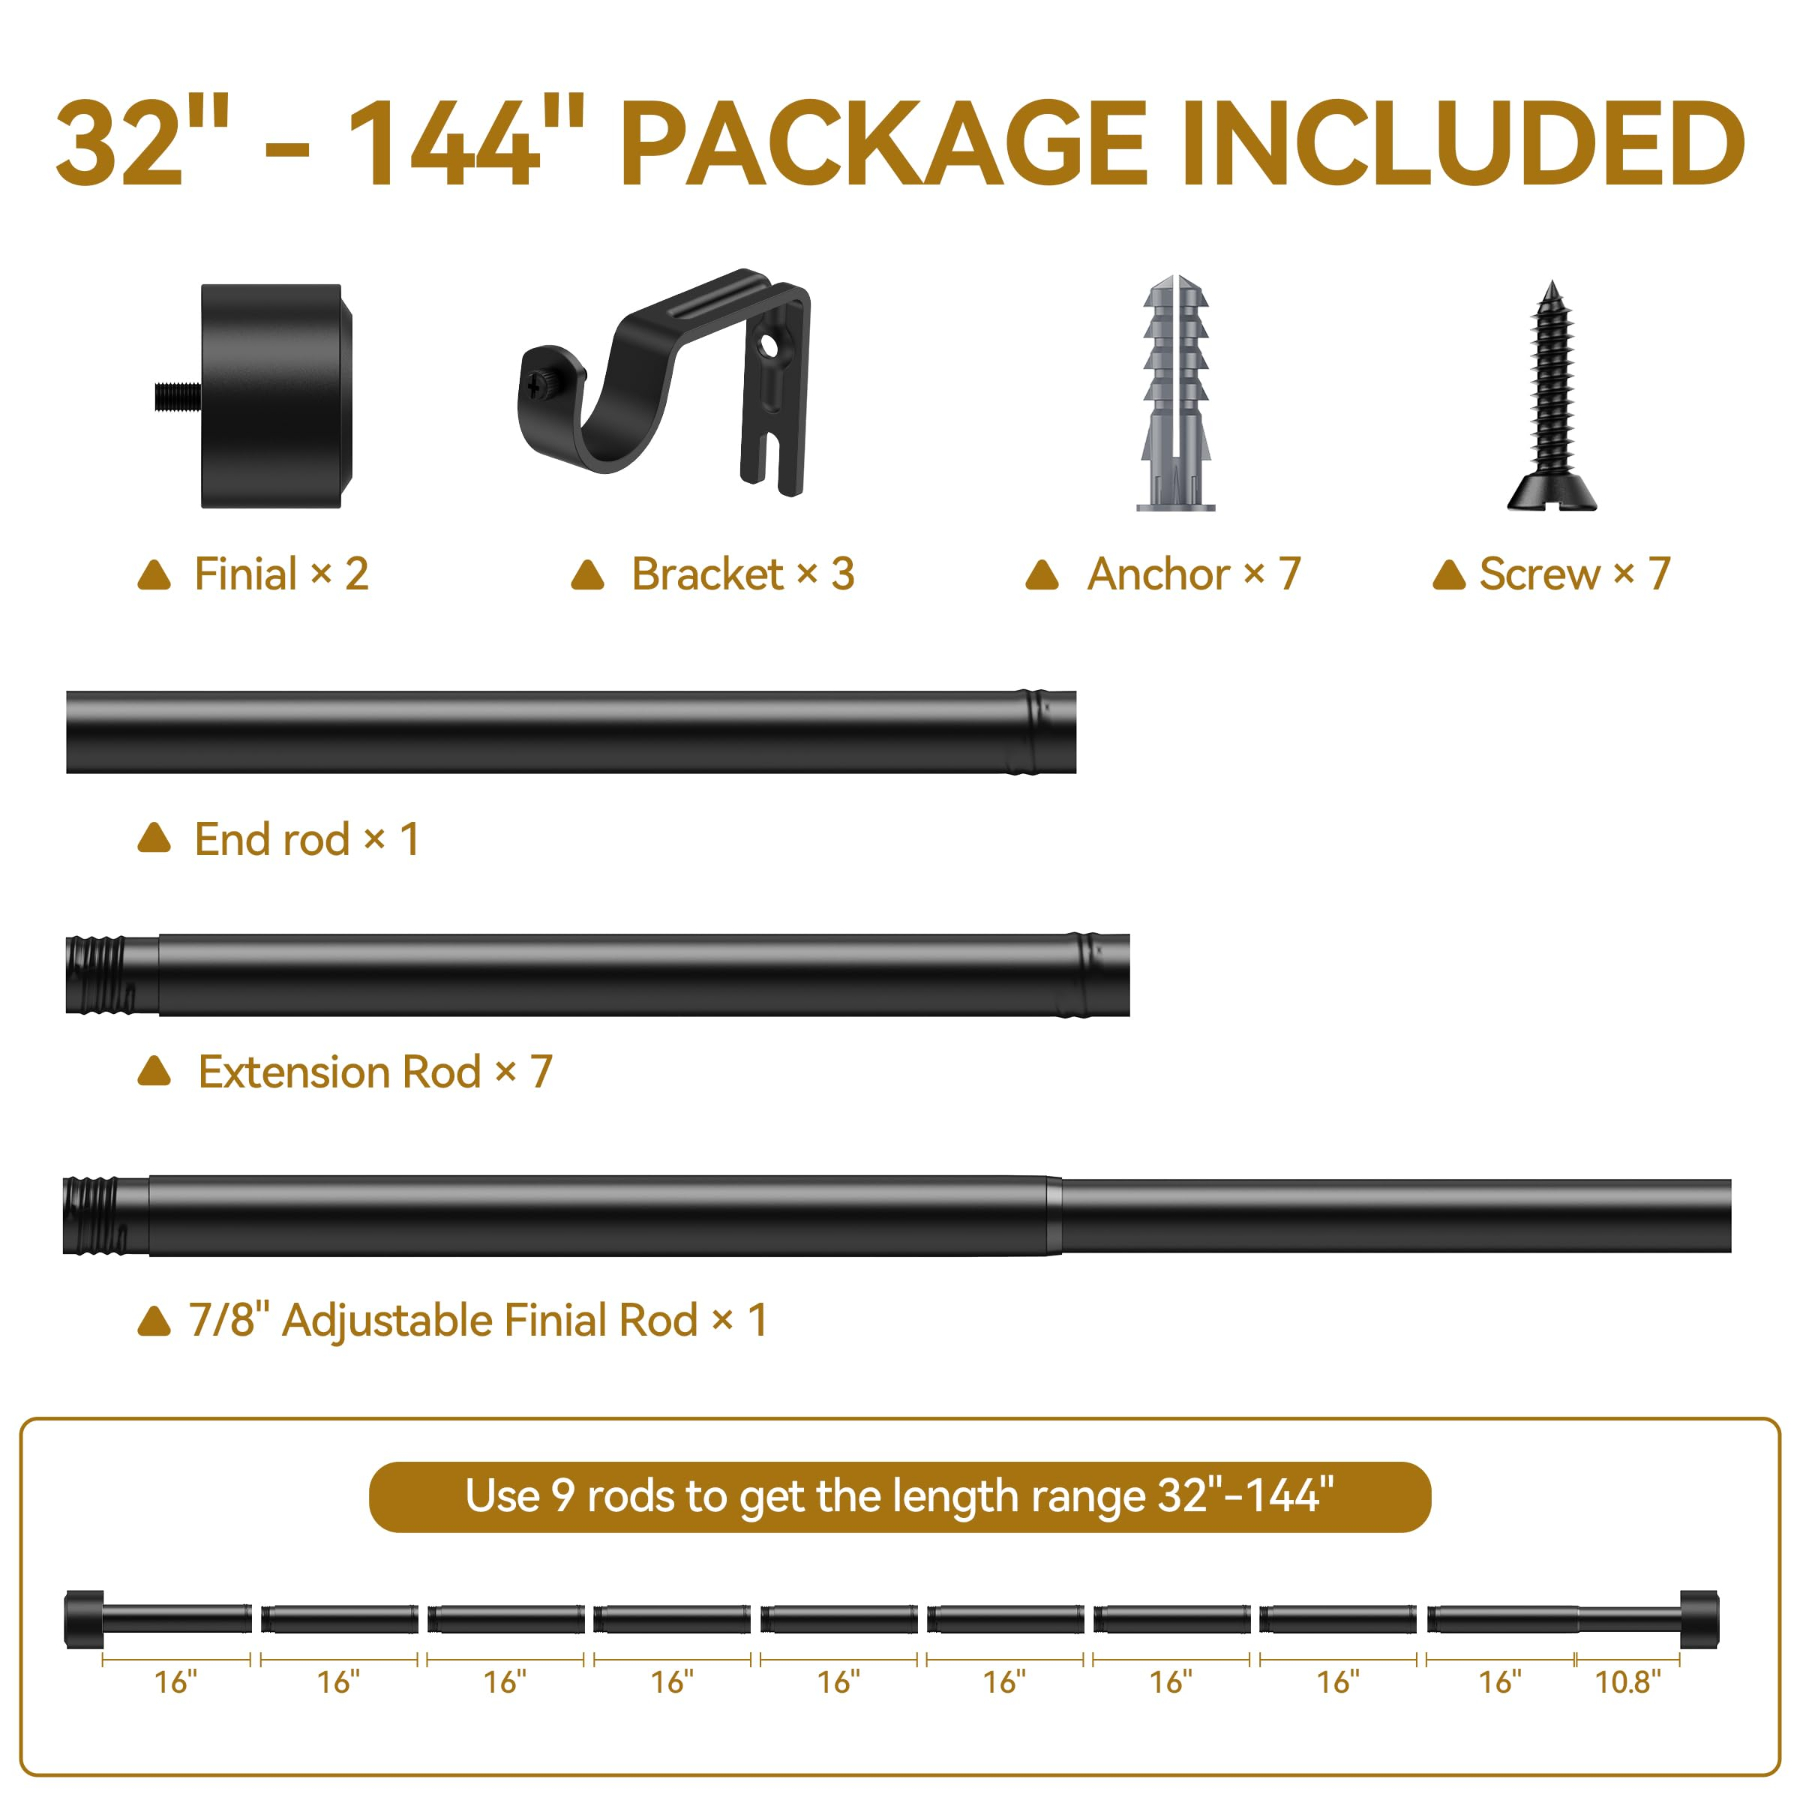 32" - 144" PACKAGE INCLUDED
Finial × 2
Bracket × 3
Anchor × 7
Screw × 7
End rod × 1
Extension Rod × 7
7/8" Adjustable Finial Rod × 1
Use 9 rods to get the length range 32"-144"
16" 16" 16" 16" 16" 16" 16" 16" 16" 10.8"